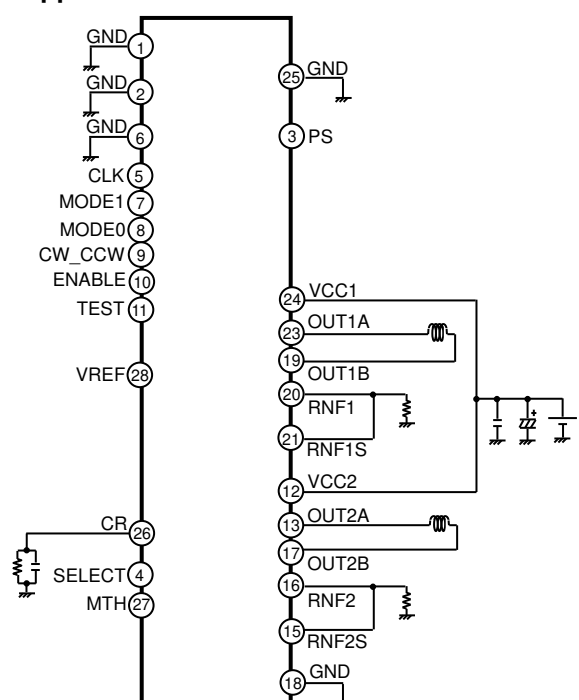 GND
1
GND
2
GND
6
CLK 5
MODE1 7
MODE0 8
CW_CCW 9
ENABLE 10
TEST 11
VREF 28
CR
26
SELECT 4
MTH 27
25 GND
3 PS
24 VCC1
23 OUT1A
19
OUT1B
20
RNF1
21
RNF1S
12 VCC2
13 OUT2A
17
OUT2B
16
RNF2
15
RNF2S
18 GND
+